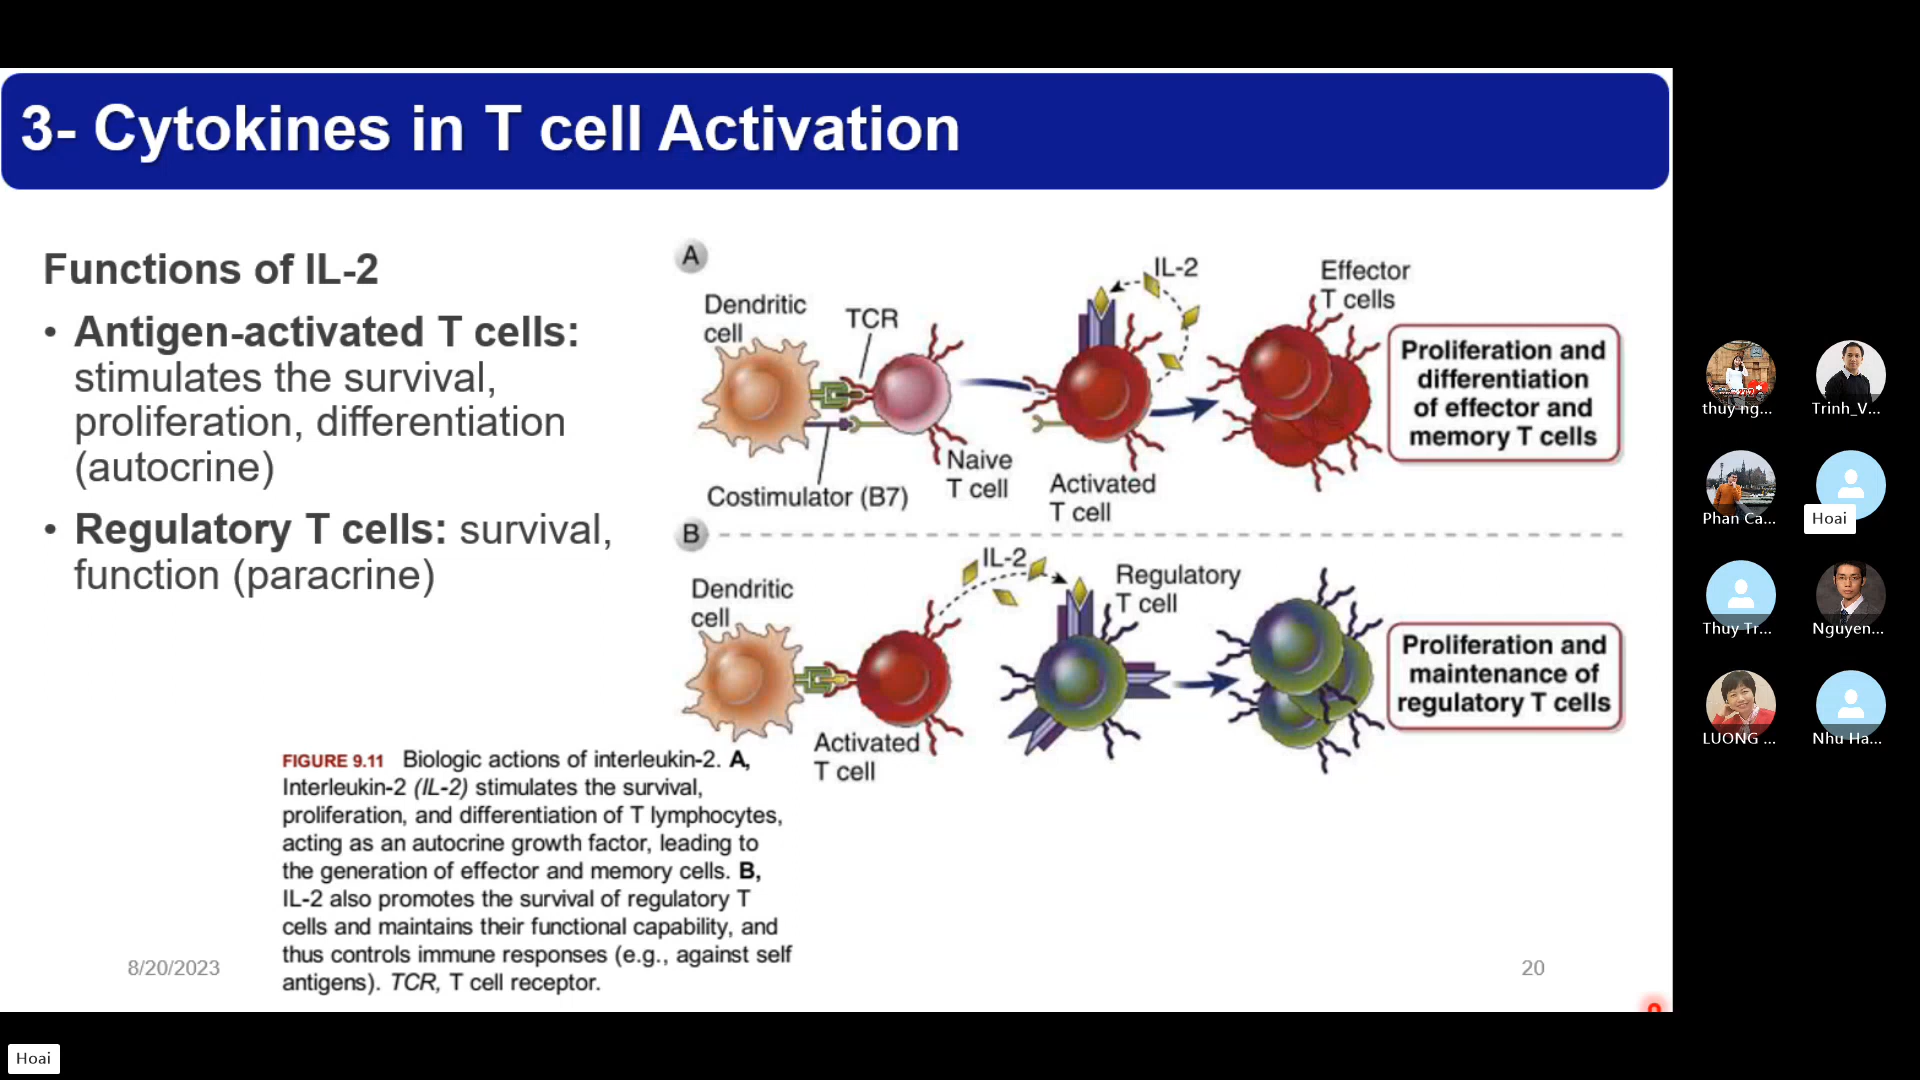 3- Cytokines in T cell Activation
Functions of IL-2
• Antigen-activated T cells:
stimulates the survival,
proliferation, differentiation
(autocrine)
• Regulatory T cells: survival,
function (paracrine)
A
Dendritic
cell
TCR
IL-2
Effector
T cells
Costimulator (B7)
Naive
T cell
Activated
T cell
Proliferation and
differentiation
of effector and
memory T cells
B
Dendritic
cell
IL-2
Regulatory
T cell
Activated
T cell
Proliferation and
maintenance of
regulatory T cells
FIGURE 9.11 Biologic actions of interleukin-2. A,
Interleukin-2 (IL-2) stimulates the survival,
proliferation, and differentiation of T lymphocytes,
acting as an autocrine growth factor, leading to
the generation of effector and memory cells. B,
IL-2 also promotes the survival of regulatory T
cells and maintains their functional capability, and
thus controls immune responses (e.g., against self
antigens). TCR, T cell receptor.
8/20/2023
20
thuy ng...
Trinh_V...
Phan Ca...
Hoai
Thuy Tr...
Nguyen...
LUONG ...
Nhu Ha...
Hoai